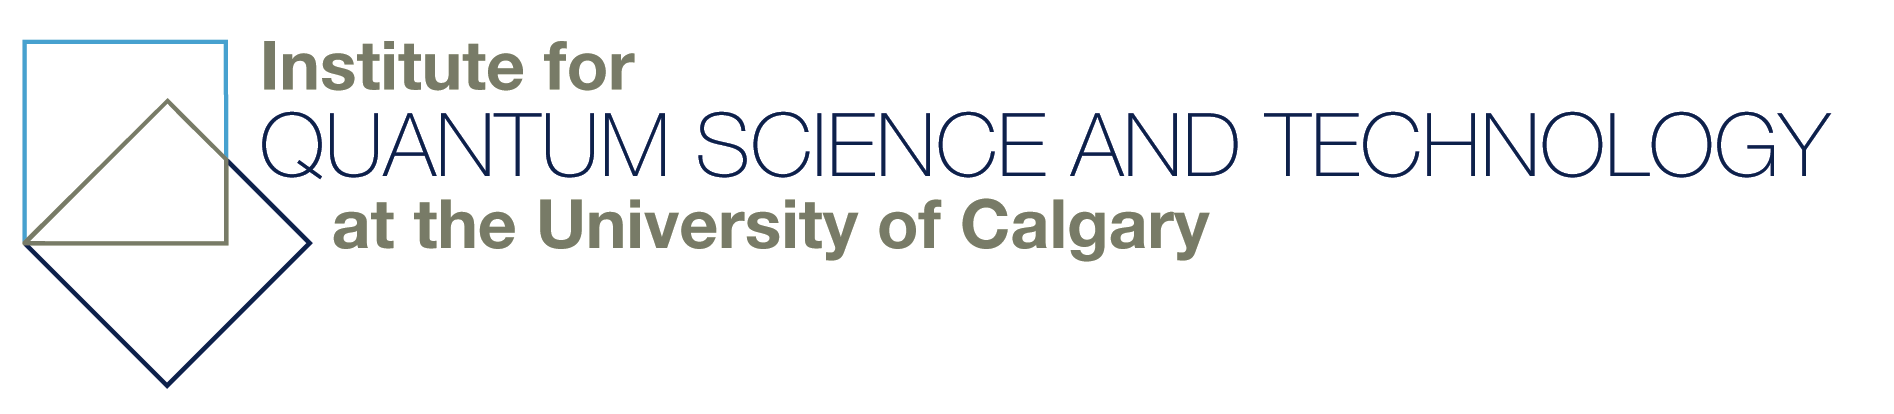 Institute for
QUANTUM SCIENCE AND TECHNOLOGY
at the University of Calgary